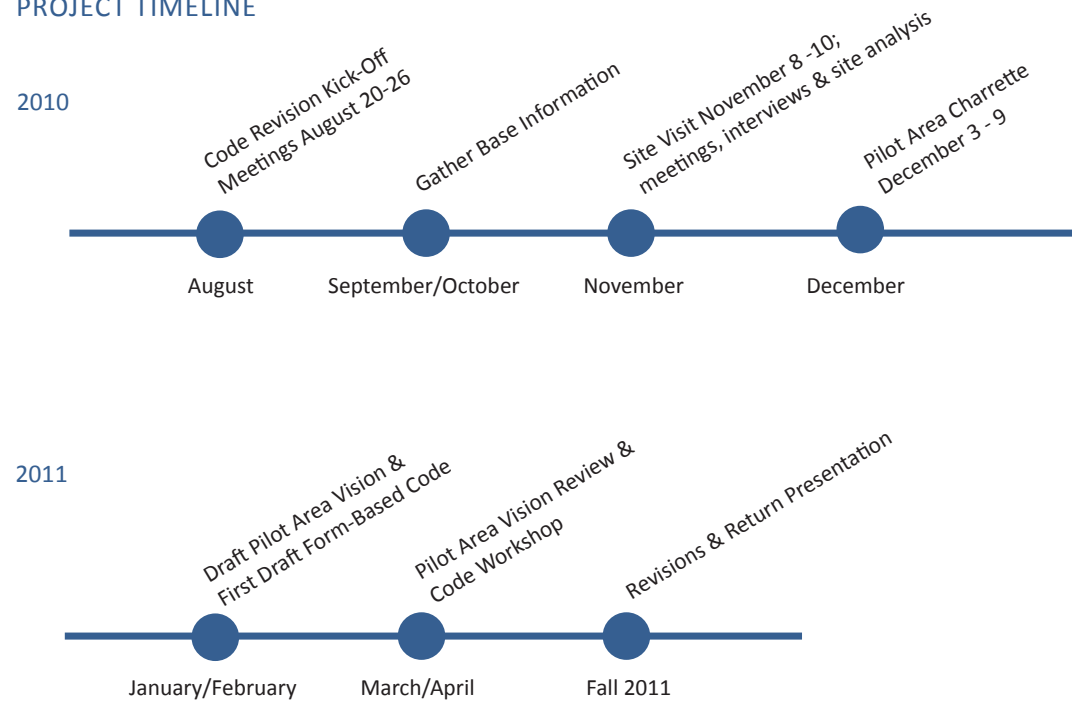 PROJECT TIMELINE
2010
Code Revision Kick-Off
Meetings August 20-26
Gather Base Information
Site Visit November 8 -10;
meetings, interviews & site analysis
Pilot Area Charrette
December 3 - 9
August
September/October
November
December
2011
Draft Pilot Area Vision &
First Draft Form-Based Code
Pilot Area Vision Review &
Code Workshop
Revisions & Return Presentation
January/February
March/April
Fall 2011